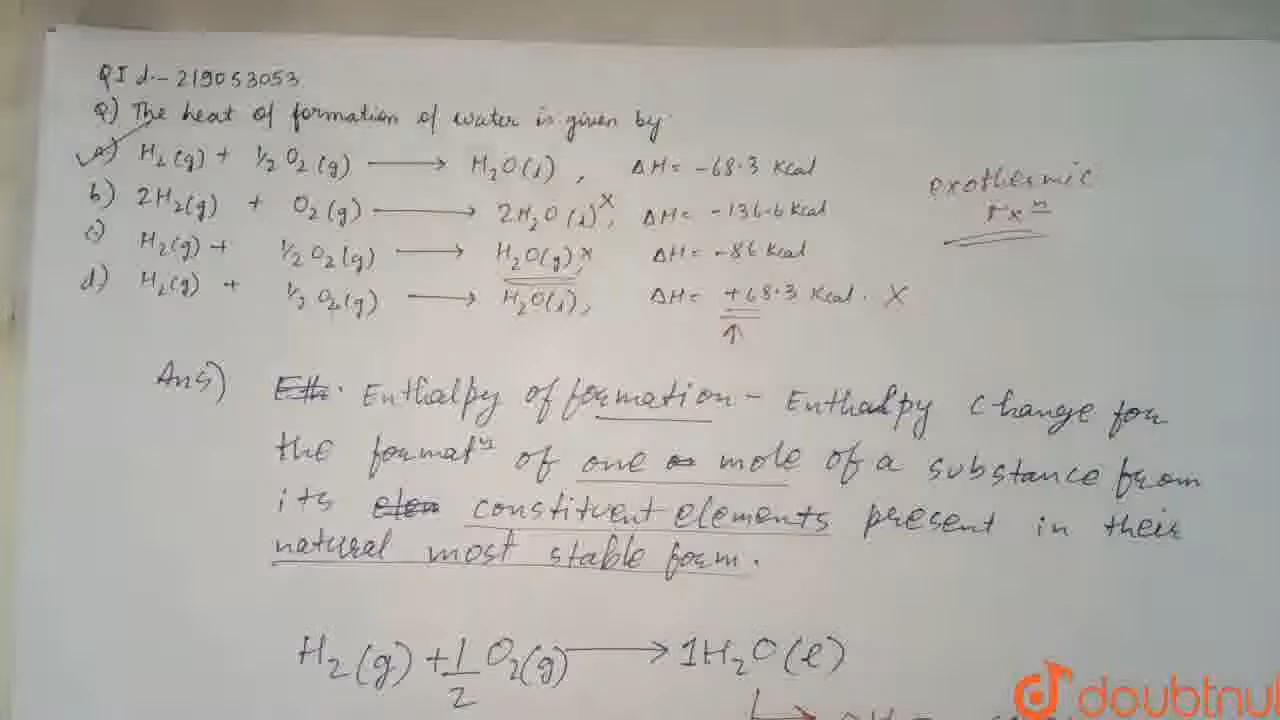 QId.- 219053053
Q) The heat of formation of water is given by
a) H₂(g) + ½ O₂(g) ⟶ H₂O(l), ΔH = -68.3 Kcal
b) 2H₂(g) + O₂(g) ⟶ 2H₂O(l)ˣ, ΔH = -136.6 Kcal
c) H₂(g) + ½ O₂(g) ⟶ H₂O(g), x ΔH = -86 Kcal
d) H₂(g) + ½ O₂(g) ⟶ H₂O(l), ΔH = +68.3 Kcal. X
↑
exothermic
rxⁿ
Ans) Enthalpy of formation - Enthalpy change for
the formatⁿ of one mole of a substance from
its constituent elements present in their
natural most stable form.
H₂(g) + 1/2 O₂(g) ⟶ 1H₂O(l)
doubtnut